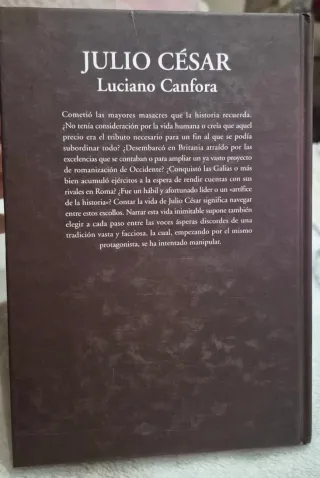 JULIO CÉSAR
Luciano Canfora
Cometió las mayores masacres que la historia recuerda.
¿No tenía consideración por la vida humana o creía que aquel
precio era el tributo necesario para un fin al que se podía
subordinar todo? ¿Desembarcó en Britania atraído por las
excelencias que se contaban o para ampliar un ya vasto proyecto
de romanización de Occidente? ¿Conquistó las Galias o más
bien acumuló ejércitos a la espera de rendir cuentas con sus
rivales en Roma? ¿Fue un hábil y afortunado líder o un «artífice
de la historia»? Contar la vida de Julio César significa navegar
entre estos escollos. Narrar esta vida inimitable supone también
elegir a cada paso entre las voces ásperas discordes de una
tradición vasta y facciosa, la cual, empezando por el mismo
protagonista, se ha intentado manipular.